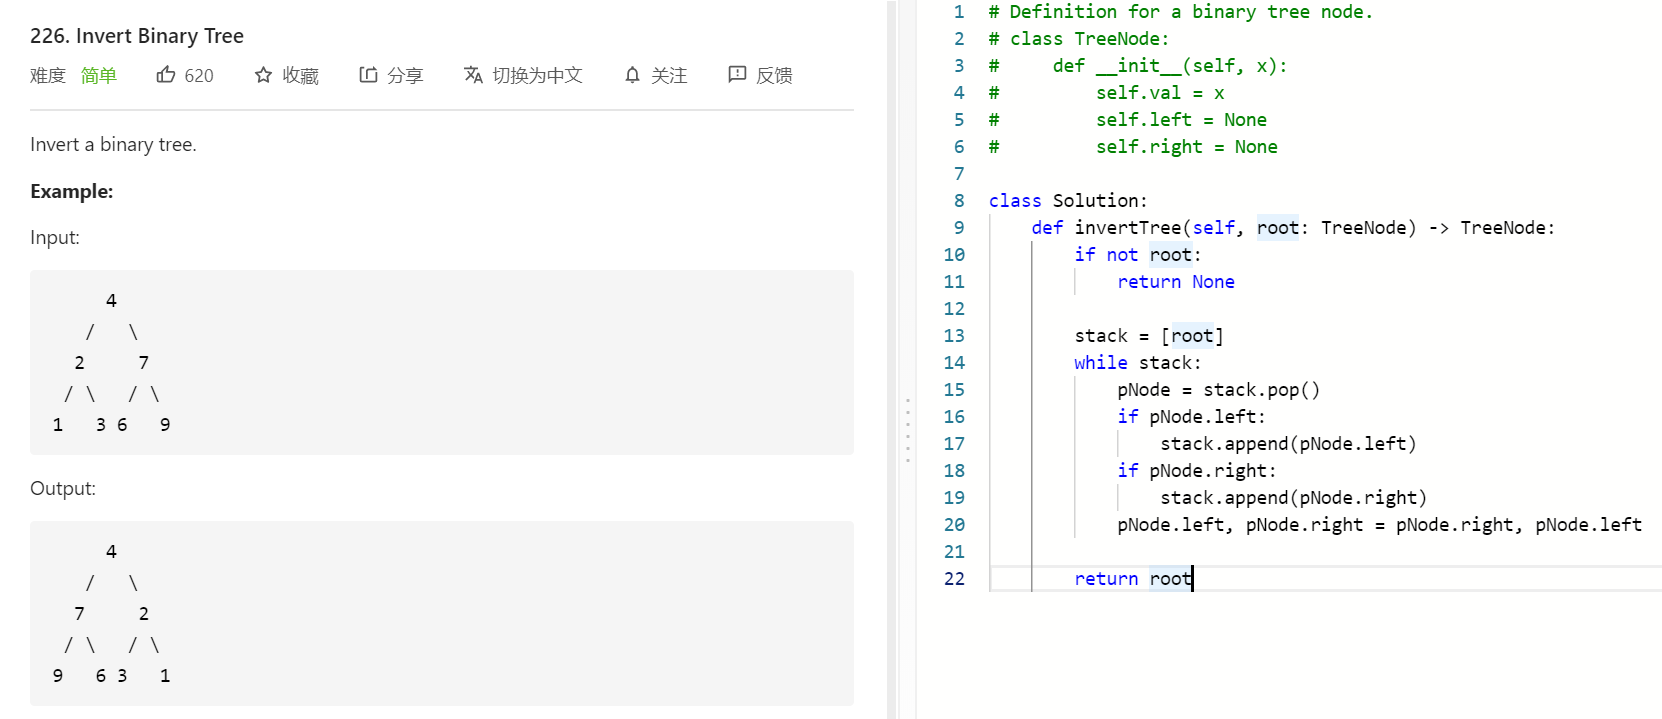 226. Invert Binary Tree
难度 简单 620 收藏 分享 切换为中文 关注 反馈
Invert a binary tree.
Example:
Input:
     4
   /   \
  2     7
 / \   / \
1   3 6   9
Output:
     4
   /   \
  7     2
 / \   / \
9   6 3   1
1 # Definition for a binary tree node.
2 # class TreeNode:
3 #     def __init__(self, x):
4 #         self.val = x
5 #         self.left = None
6 #         self.right = None
7
8 class Solution:
9     def invertTree(self, root: TreeNode) -> TreeNode:
10         if not root:
11             return None
12
13         stack = [root]
14         while stack:
15             pNode = stack.pop()
16             if pNode.left:
17                 stack.append(pNode.left)
18             if pNode.right:
19                 stack.append(pNode.right)
20             pNode.left, pNode.right = pNode.right, pNode.left
21
22         return root